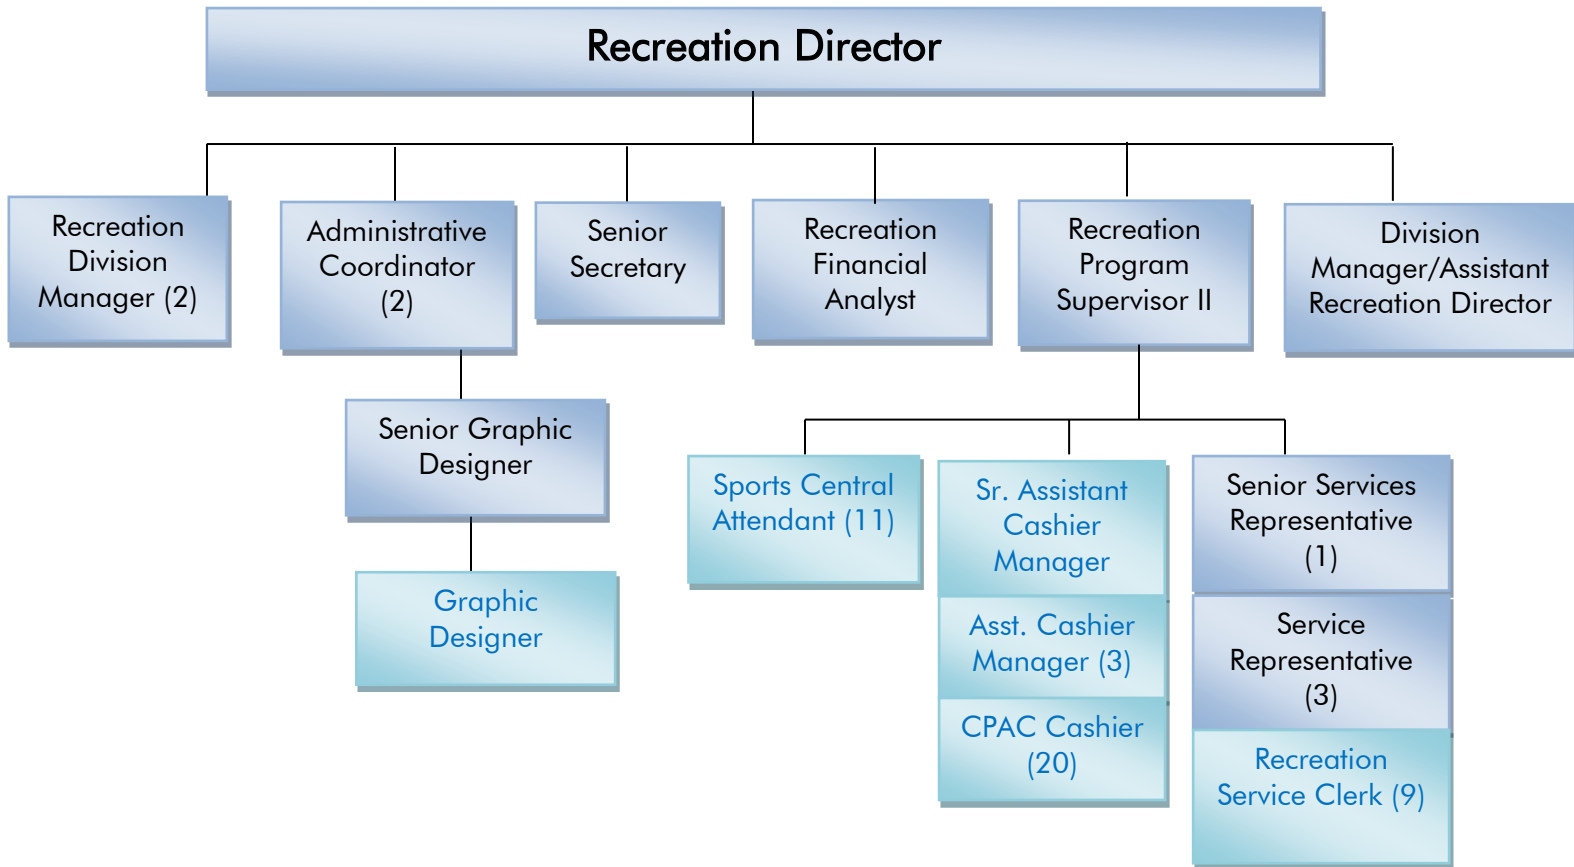 Recreation Director
Recreation
Division
Manager (2)
Administrative
Coordinator
(2)
Senior
Secretary
Recreation
Financial
Analyst
Recreation
Program
Supervisor II
Division
Manager/Assistant
Recreation Director
Senior Graphic
Designer
Graphic
Designer
Sports Central
Attendant (11)
Sr. Assistant
Cashier
Manager
Asst. Cashier
Manager (3)
CPAC Cashier
(20)
Senior Services
Representative
(1)
Service
Representative
(3)
Recreation
Service Clerk (9)